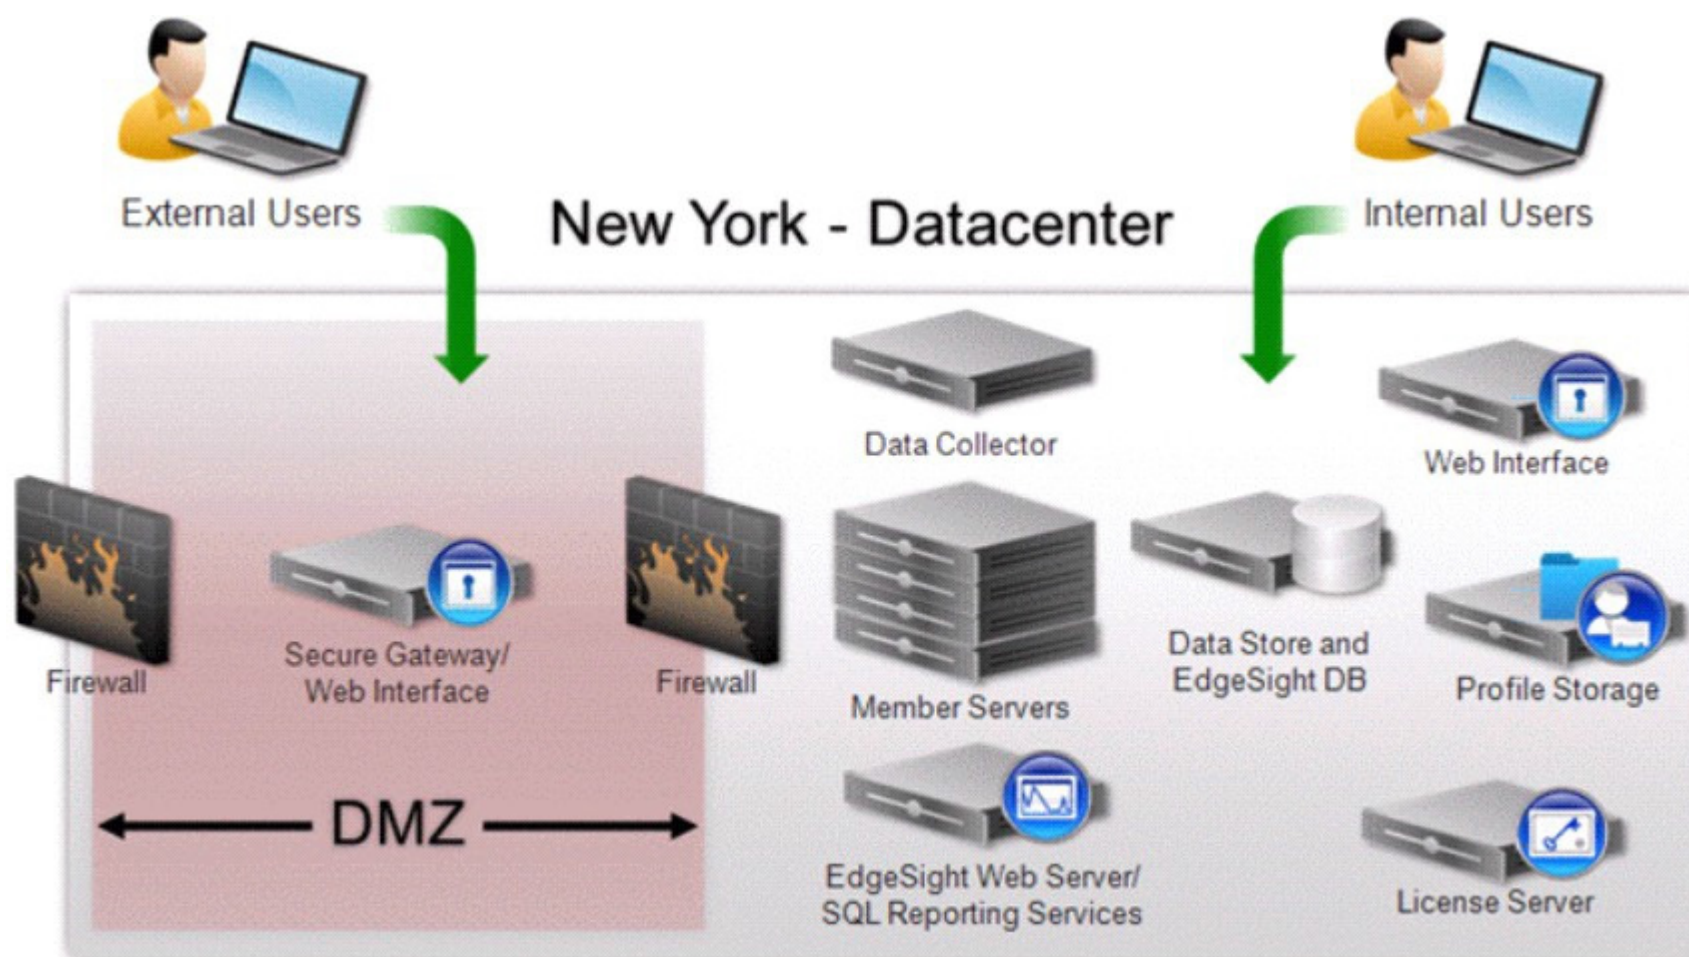 External Users
New York - Datacenter
Internal Users
Data Collector
Web Interface
Firewall
Secure Gateway/
Web Interface
Firewall
Member Servers
Data Store and
EdgeSight DB
Profile Storage
DMZ
EdgeSight Web Server/
SQL Reporting Services
License Server